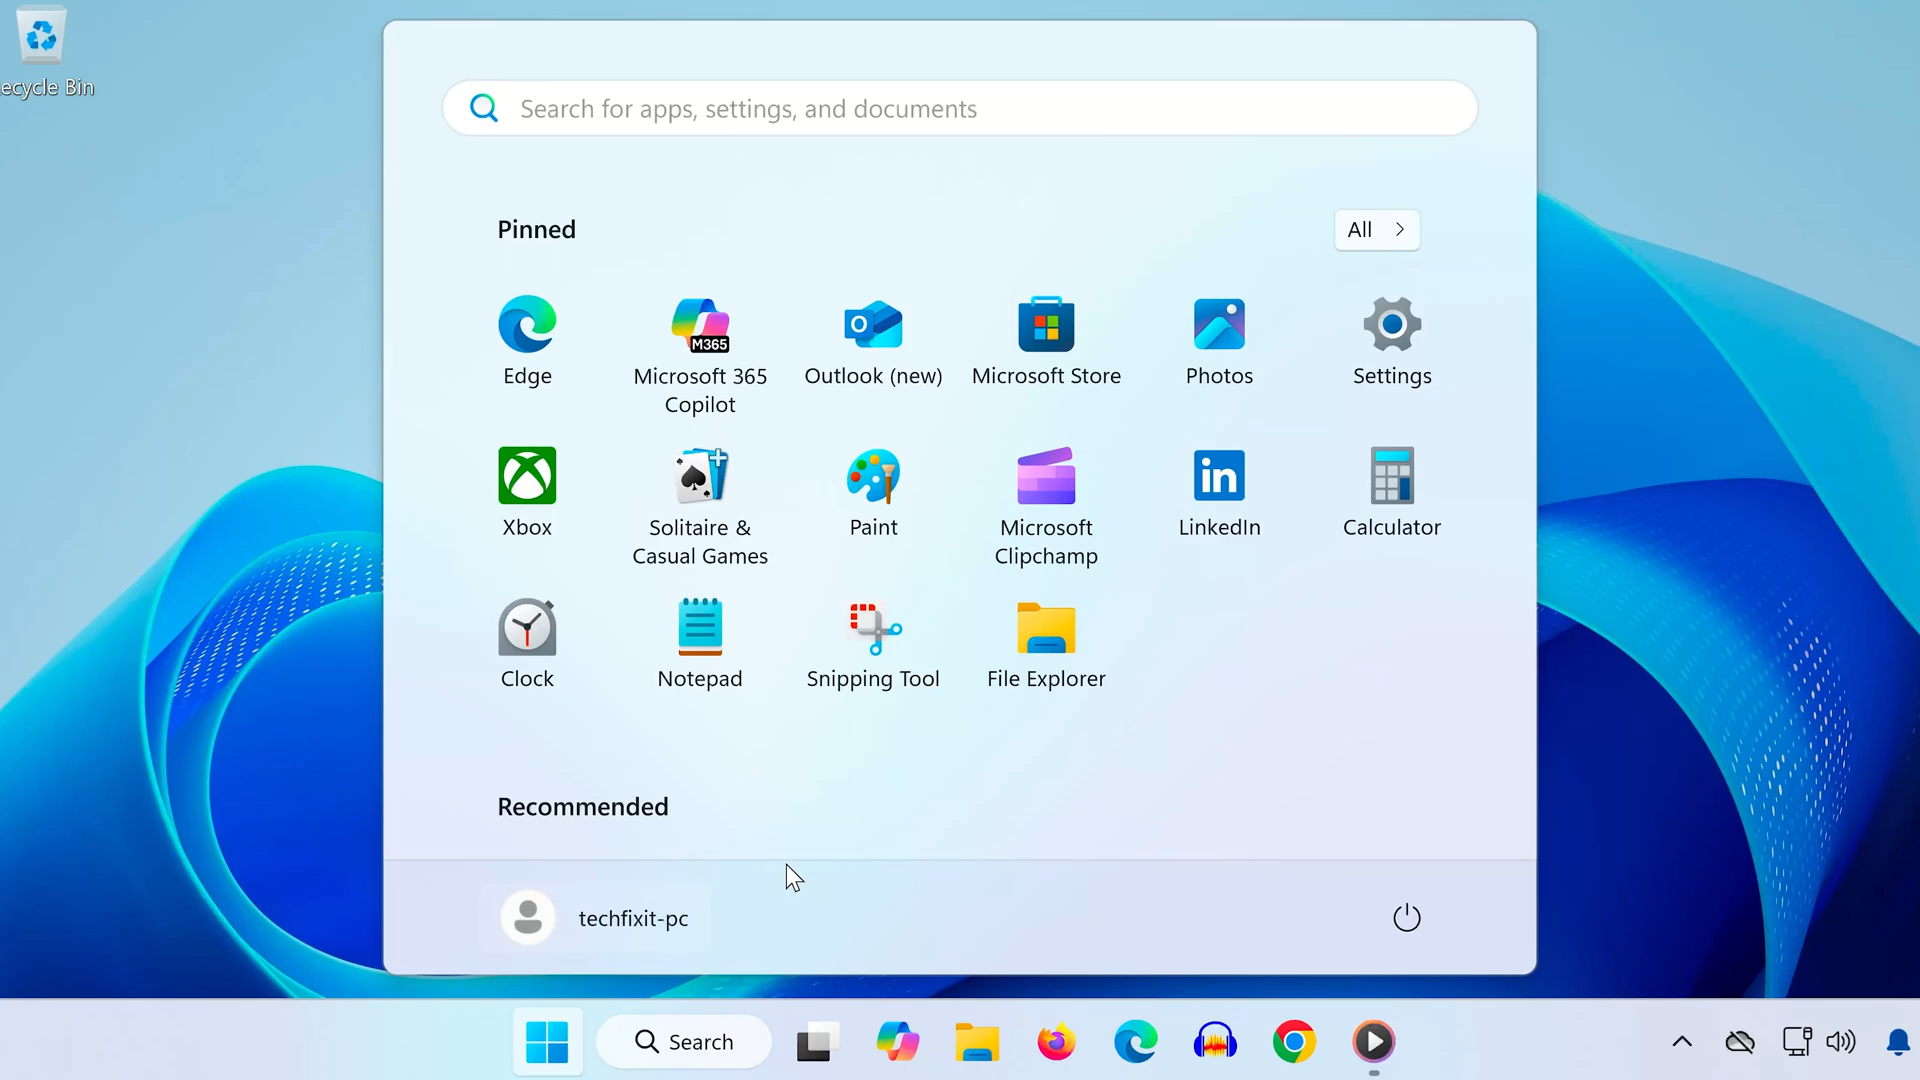 ecycle Bin
Search for apps, settings, and documents
Pinned
All
M365
O
Edge
Microsoft 365
Copilot
Outlook (new)
Microsoft Store
Photos
Settings
in
Xbox
Solitaire &
Casual Games
Paint
Microsoft
Clipchamp
LinkedIn
Calculator
Clock
Notepad
Snipping Tool
File Explorer
Recommended
techfixit-pc
Search